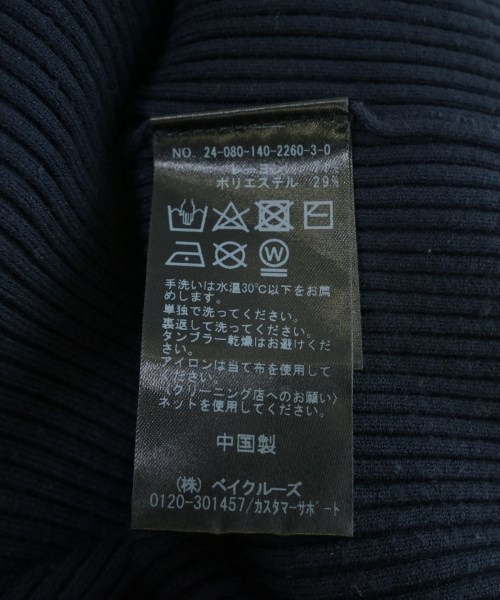 NO. 24-080-140-2260-3-0
レーヨン
ポリエステル 29%
W
手洗いは水温30℃以下をお薦
めします。
単独で洗ってください。
裏返して洗ってください。
タンブラー乾燥はお避けくだ
さい。
アイロンは当て布を使用して
ください。
〈クリーニング店へのお願い〉
ネットを使用してください。
中国製
(株) ベイクルーズ
0120-301457/カスタマーサポート